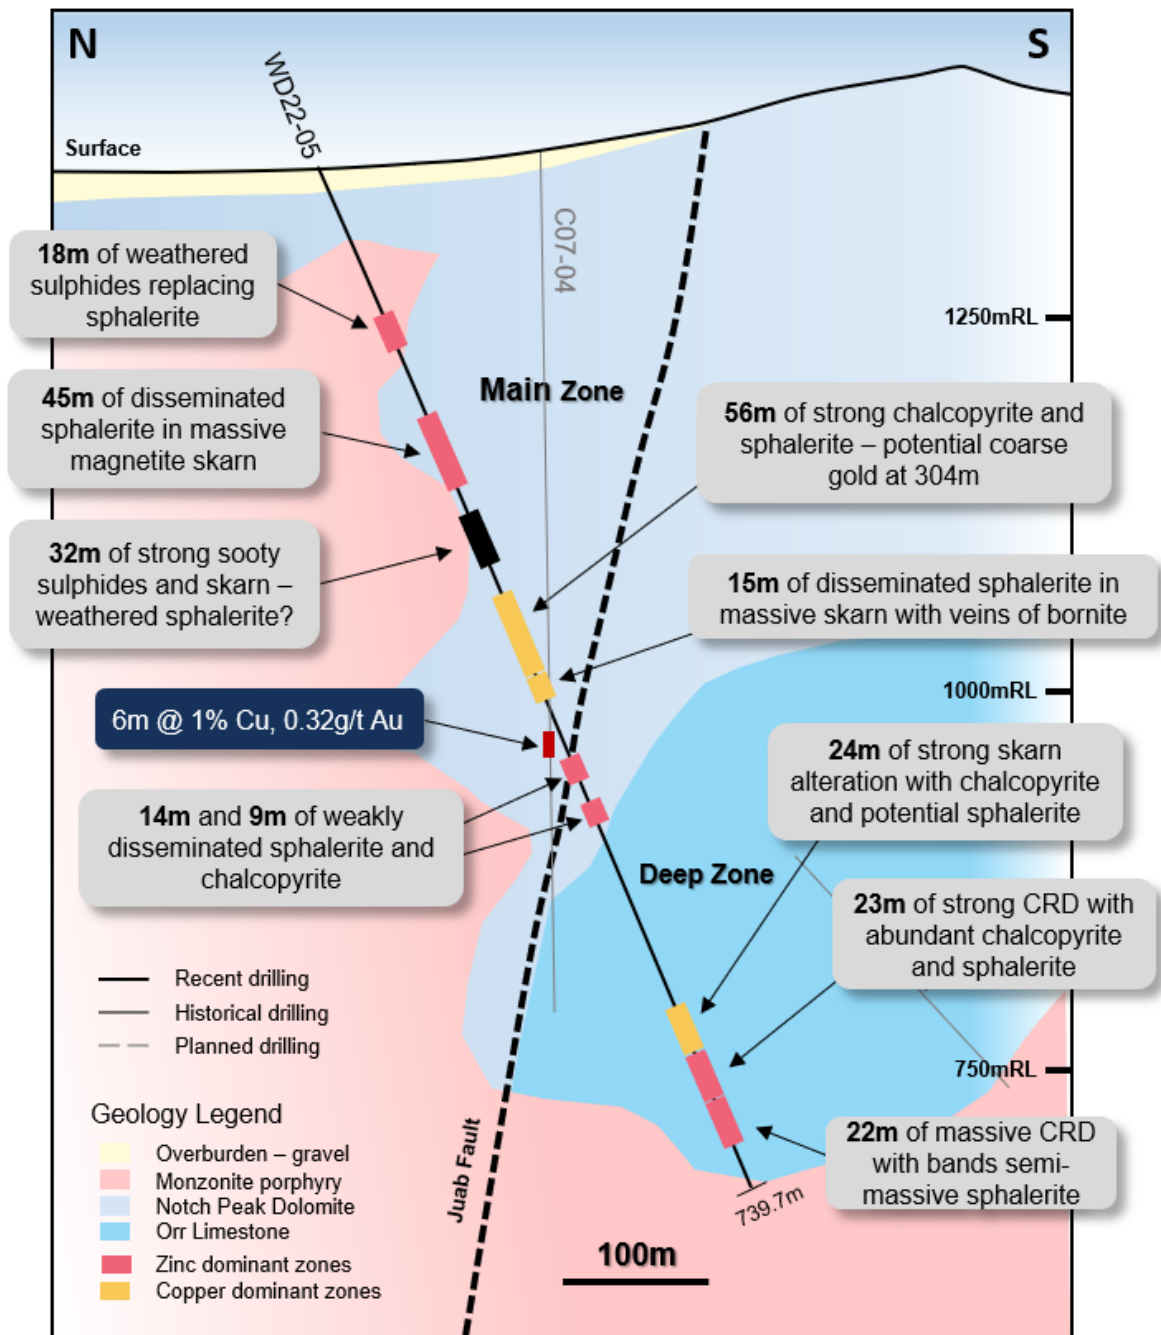 N
S
WD22-05
Surface
C07-04
18m of weathered
sulphides replacing
sphalerite
1250mRL
45m of disseminated
sphalerite in massive
magnetite skarn
Main Zone
56m of strong chalcopyrite and
sphalerite – potential coarse
gold at 304m
32m of strong sooty
sulphides and skarn –
weathered sphalerite?
15m of disseminated sphalerite in
massive skarn with veins of bornite
1000mRL
6m @ 1% Cu, 0.32g/t Au
24m of strong skarn
alteration with chalcopyrite
and potential sphalerite
14m and 9m of weakly
disseminated sphalerite and
chalcopyrite
Deep Zone
23m of strong CRD with
abundant chalcopyrite
and sphalerite
Recent drilling
Historical drilling
Planned drilling
750mRL
Geology Legend
Overburden – gravel
Monzonite porphyry
Notch Peak Dolomite
Orr Limestone
Zinc dominant zones
Copper dominant zones
Juab Fault
22m of massive CRD
with bands semi-
massive sphalerite
739.7m
100m